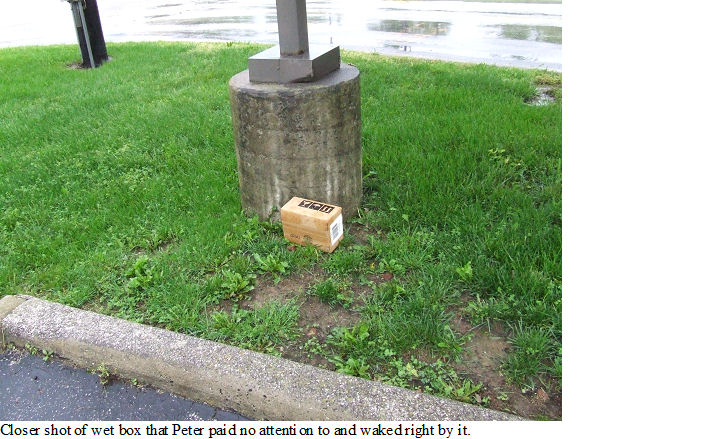 Closer shot of wet box that Peter paid no attention to and waked right by it.